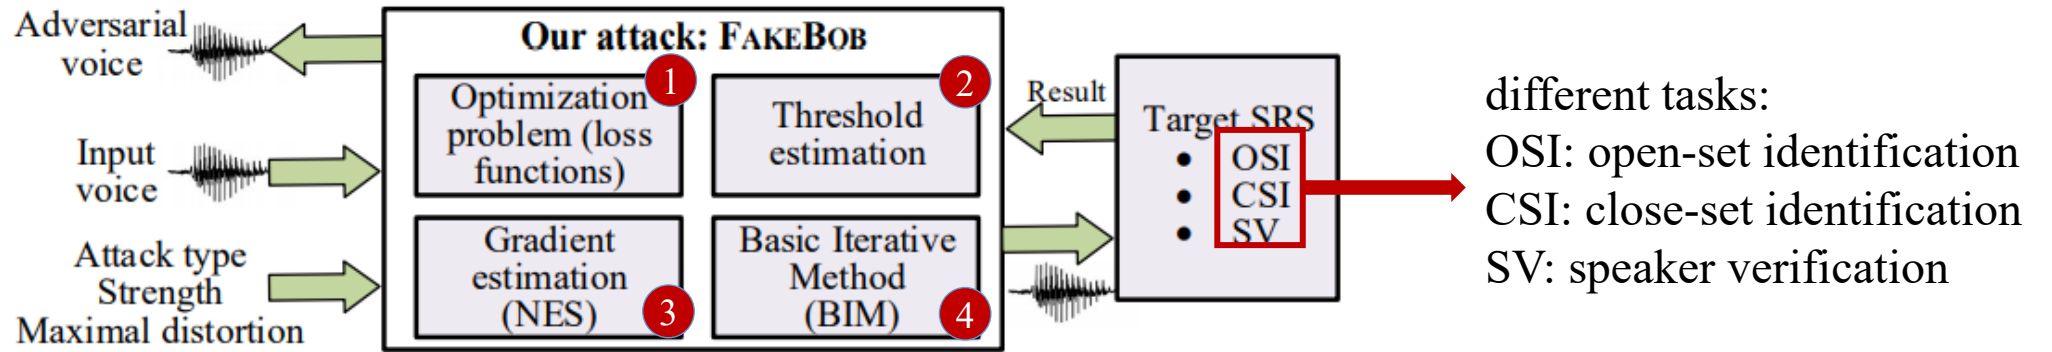 Adversarial
voice
Input
voice
Attack type
Strength
Maximal distortion
Our attack: FAKEBOB
1
Optimization
problem (loss
functions)
2
Threshold
estimation
Gradient
estimation
(NES)
3
Basic Iterative
Method
(BIM)
4
Result
Target SRS
• OSI
• CSI
• SV
different tasks:
OSI: open-set identification
CSI: close-set identification
SV: speaker verification